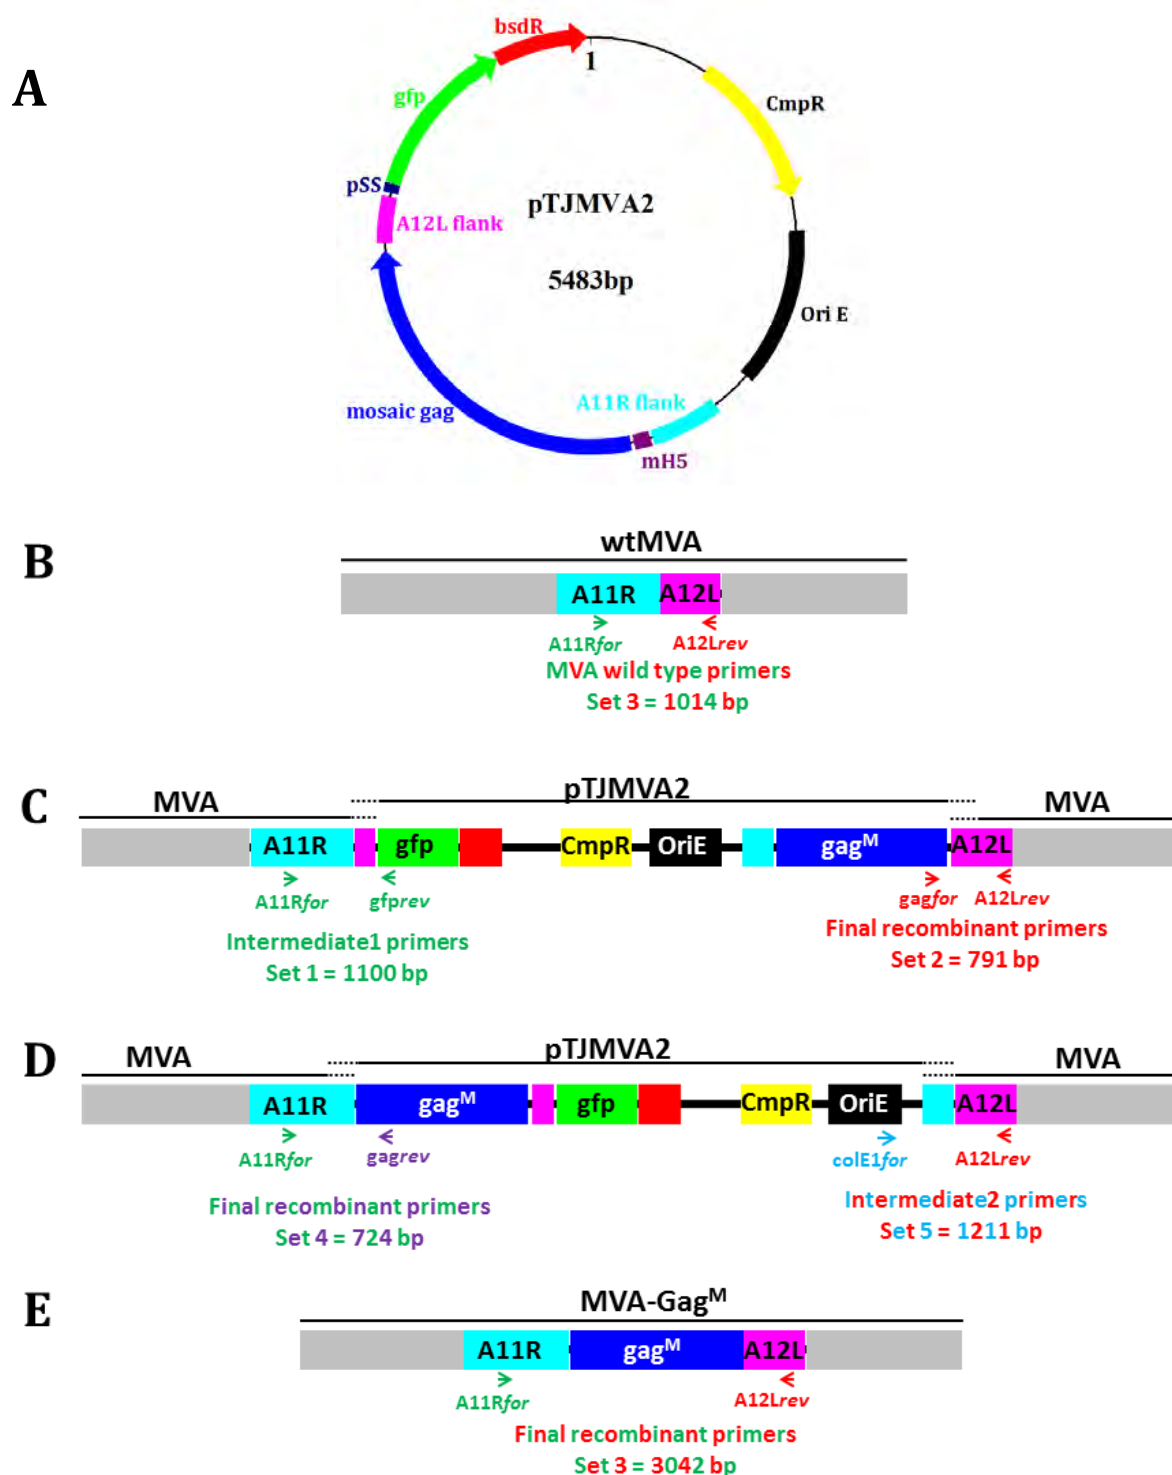 A
bsdR
1
gfp
CmpR
pSS
A12L flank
pTJMVA2
5483bp
Ori E
A11R flank
mosaic gag
mH5
B
wtMVA
A11R A12L
A11Rfor A12Lrev
MVA wild type primers
Set 3 = 1014 bp
C
MVA pTJMVA2 MVA
A11R gfp CmpR OriE gagM A12L
A11Rfor gfprev gagfor A12Lrev
Intermediate1 primers
Set 1 = 1100 bp
Final recombinant primers
Set 2 = 791 bp
D
MVA pTJMVA2 MVA
A11R gagM gfp CmpR OriE A12L
A11Rfor gagrev colE1for A12Lrev
Final recombinant primers
Set 4 = 724 bp
Intermediate2 primers
Set 5 = 1211 bp
E
MVA-GagM
A11R gagM A12L
A11Rfor A12Lrev
Final recombinant primers
Set 3 = 3042 bp